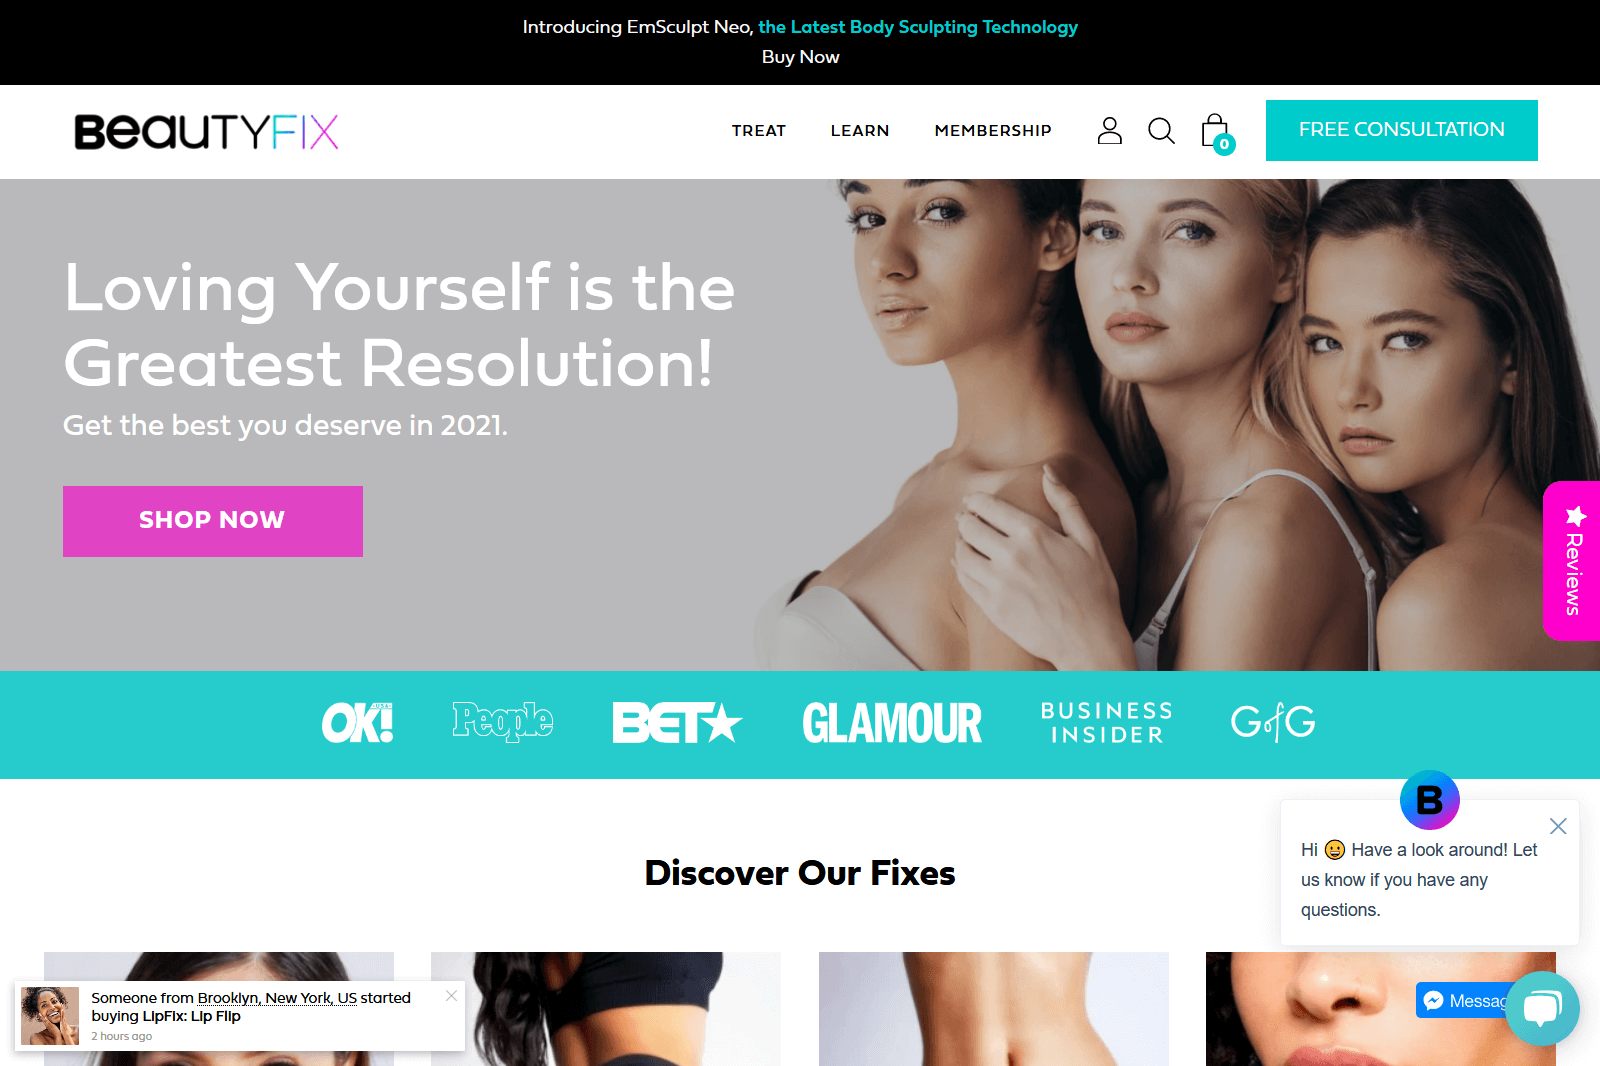 Introducing EmSculpt Neo, the Latest Body Sculpting Technology
Buy Now
BeauTYFIX
TREAT
LEARN
MEMBERSHIP
0
FREE CONSULTATION
Loving Yourself is the
Greatest Resolution!
Get the best you deserve in 2021.
SHOP NOW
Reviews
OK! USA
People
BET
GLAMOUR
BUSINESS
INSIDER
GofG
B
Hi 😀 Have a look around! Let
us know if you have any
questions.
Discover Our Fixes
Someone from Brooklyn, New York, US started
buying LipFix: Lip Flip
2 hours ago
Messag